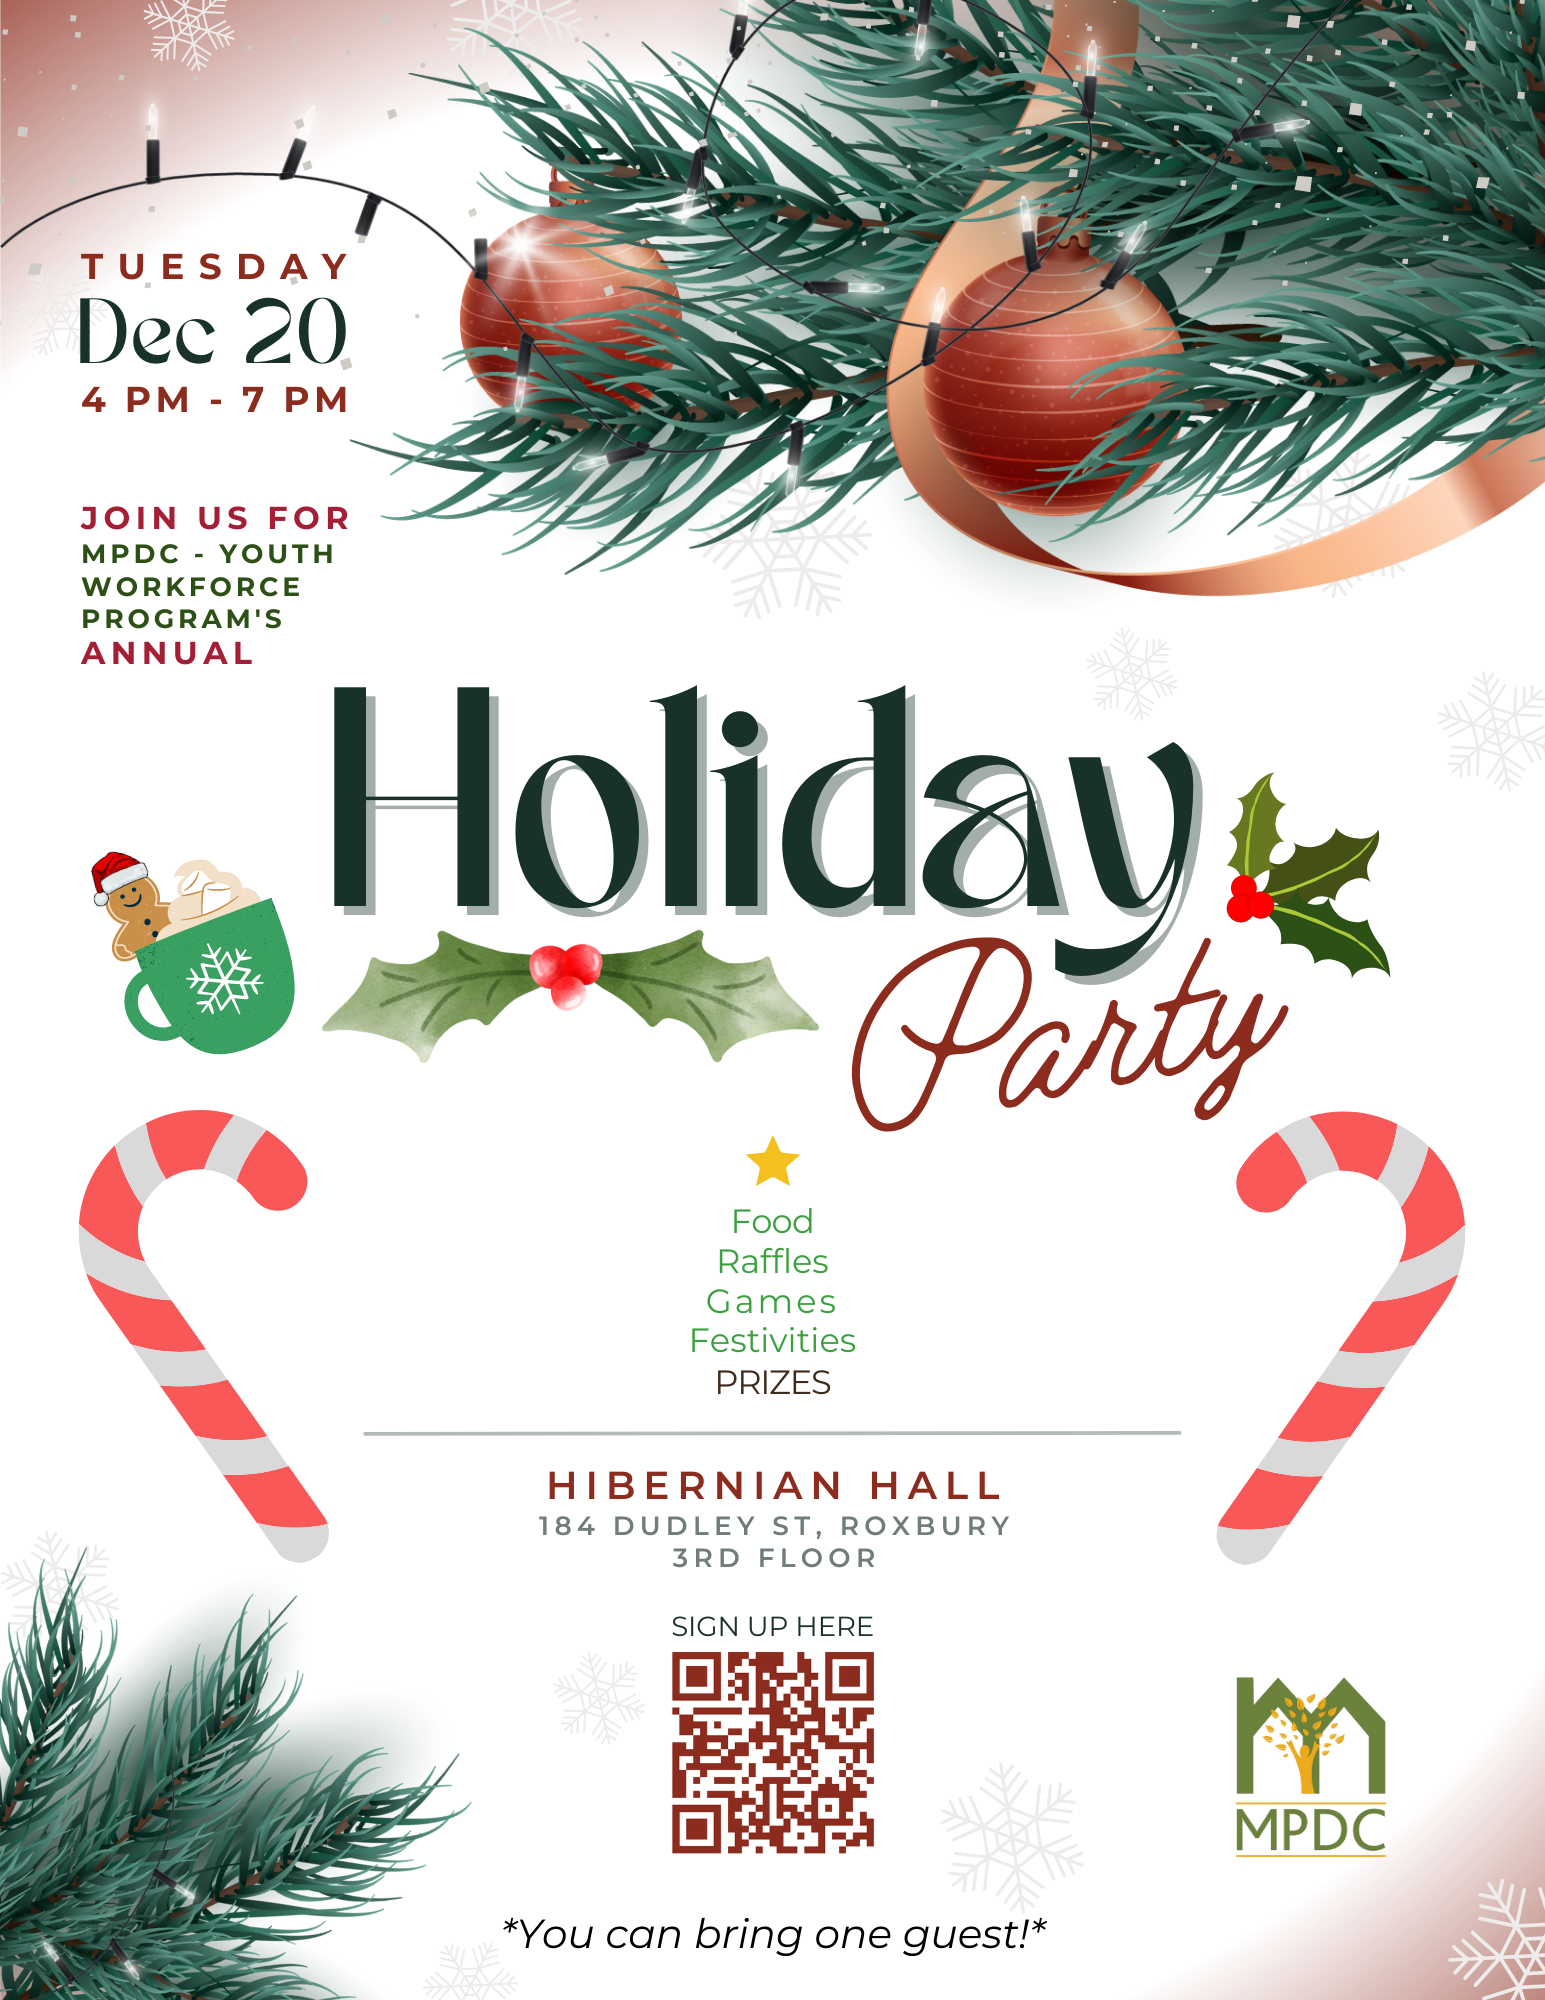 TUESDAY
Dec 20
4 PM - 7 PM
JOIN US FOR
MPDC - YOUTH
WORKFORCE
PROGRAM'S
ANNUAL
Holiday
Party
Food
Raffles
Games
Festivities
PRIZES
HIBERNIAN HALL
184 DUDLEY ST, ROXBURY
3RD FLOOR
SIGN UP HERE
MPDC
*You can bring one guest!*